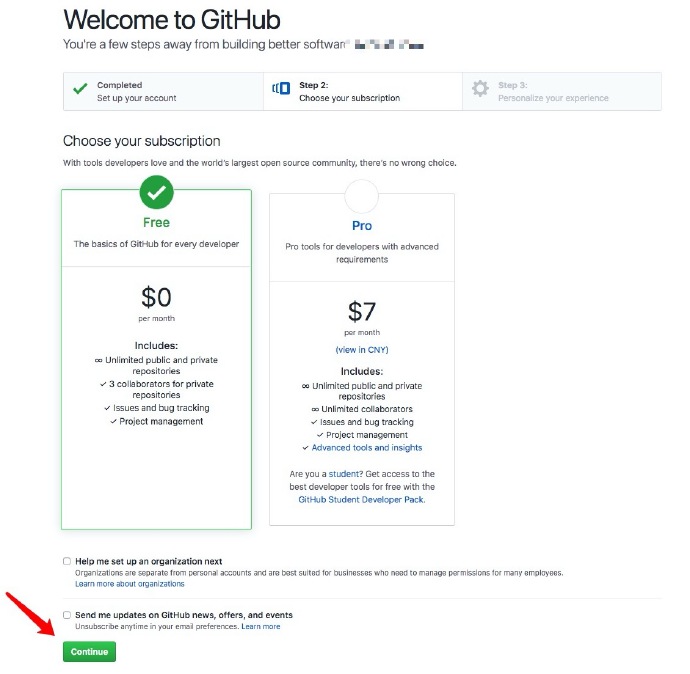 Welcome to GitHub
You're a few steps away from building better softwar
Completed
Set up your account
Step 2:
Choose your subscription
Step 3:
Personalize your experience
Choose your subscription
With tools developers love and the world's largest open source community, there's no wrong choice.
Free
The basics of GitHub for every developer
$0
per month
Includes:
∞ Unlimited public and private
repositories
✓ 3 collaborators for private
repositories
✓ Issues and bug tracking
✓ Project management
Pro
Pro tools for developers with advanced
requirements
$7
per month
(view in CNY)
Includes:
∞ Unlimited public and private
repositories
∞ Unlimited collaborators
✓ Issues and bug tracking
✓ Project management
✓ Advanced tools and insights
Are you a student? Get access to the
best developer tools for free with the
GitHub Student Developer Pack.
Help me set up an organization next
Organizations are separate from personal accounts and are best suited for businesses who need to manage permissions for many employees.
Learn more about organizations
Send me updates on GitHub news, offers, and events
Unsubscribe anytime in your email preferences. Learn more
Continue